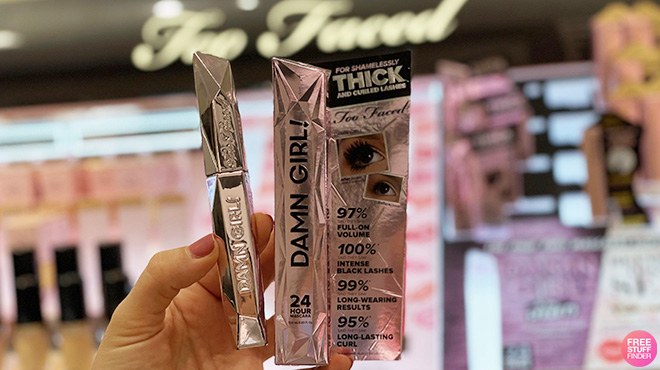 Too Faced
FOR SHAMELESSLY
THICK
AND CURLED LASHES
Too Faced
DAMN GIRL!
DAMN GIRL!
24
HOUR
MASCARA
97%
FULL-ON
VOLUME
100%
INTENSE
BLACK LASHES
99%
LONG-WEARING
RESULTS
95%
LONG-LASTING
CURL
FREE
STUFF
FINDER